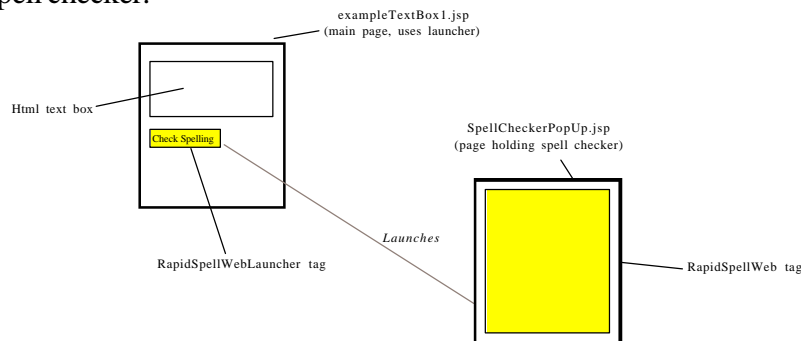 spell checker.
exampleTextBox1.jsp
(main page, uses launcher)
Html text box
Check Spelling
SpellCheckerPopUp.jsp
(page holding spell checker)
Launches
RapidSpellWebLauncher tag
RapidSpellWeb tag